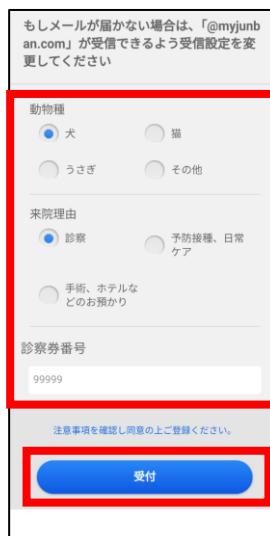 もしメールが届かない場合は、「@myjunb
an.com」が受信できるよう受信設定を変
更してください
動物種
犬 猫
うさぎ その他
来院理由
診察 予防接種、日常
ケア
手術、ホテルな
どのお預かり
診察券番号
99999
注意事項を確認し同意の上ご登録ください。
受付